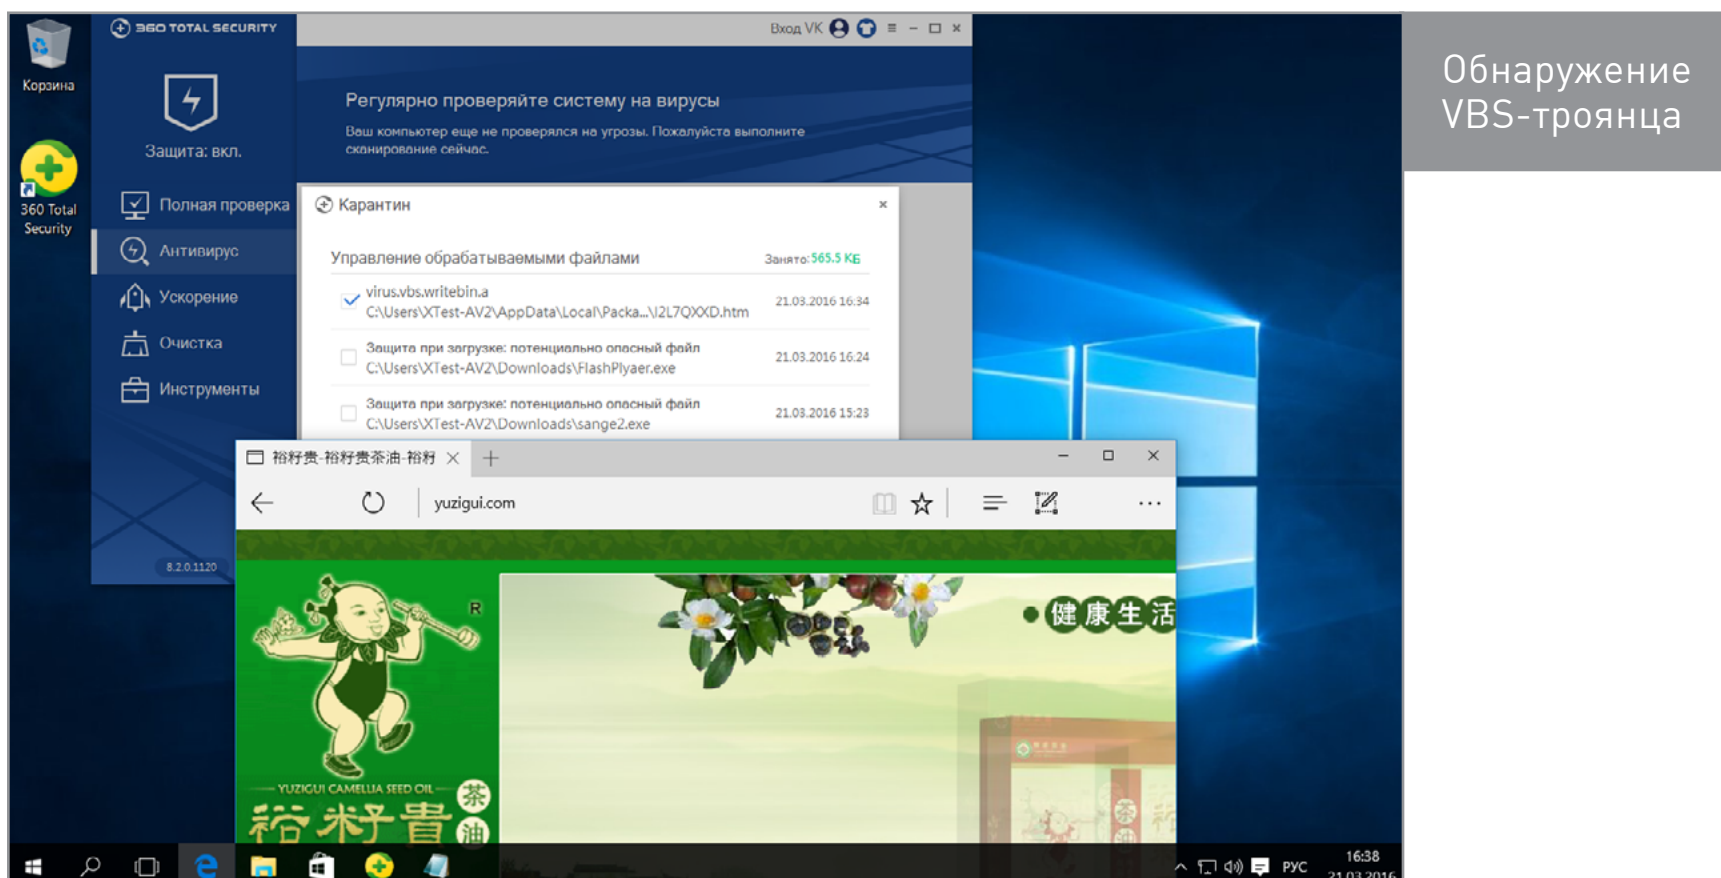 Корзина
360 Total
Security
360 TOTAL SECURITY
Защита: вкл.
Полная проверка
Антивирус
Ускорение
Очистка
Инструменты
8.2.0.1120
Вход VK
Регулярно проверяйте систему на вирусы
Ваш компьютер еще не проверялся на угрозы. Пожалуйста выполните
сканирование сейчас.
Карантин
Управление обрабатываемыми файлами
Занято: 565.5 КБ
virus.vbs.writebin.a
C:\Users\XTest-AV2\AppData\Local\Packa...\I2L7QXXD.htm
21.03.2016 16:34
Защита при загрузке: потенциально опасный файл
C:\Users\XTest-AV2\Downloads\FlashPlyaer.exe
21.03.2016 16:24
Защита при загрузке: потенциально опасный файл
C:\Users\XTest-AV2\Downloads\sange2.exe
21.03.2016 15:23
裕籽贵-裕籽贵茶油-裕籽
yuzigui.com
R
YUZIGUI CAMELLIA SEED OIL
裕籽貴
茶油
健康生活
茶油
РУС
16:38
21.03.2016
Обнаружение
VBS-троянца